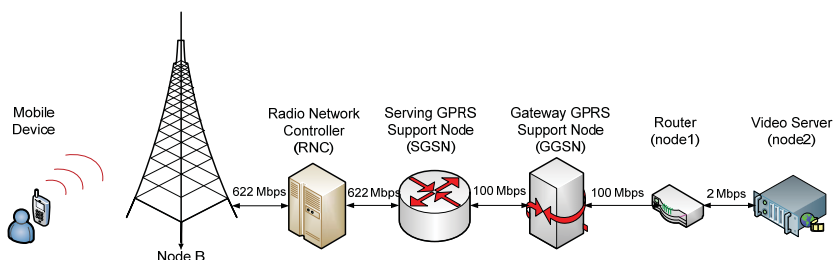 Mobile
Device
Node B
622 Mbps
Radio Network
Controller
(RNC)
622 Mbps
Serving GPRS
Support Node
(SGSN)
100 Mbps
Gateway GPRS
Support Node
(GGSN)
100 Mbps
Router
(node1)
2 Mbps
Video Server
(node2)